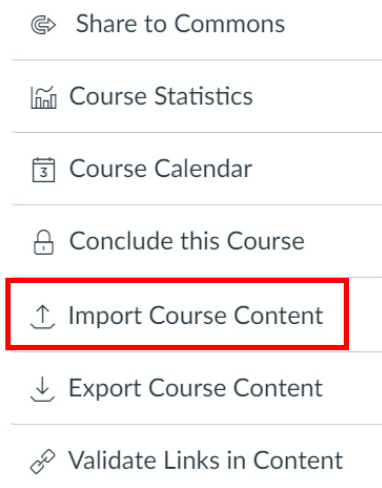 Share to Commons
Course Statistics
3 Course Calendar
Conclude this Course
Import Course Content
Export Course Content
Validate Links in Content